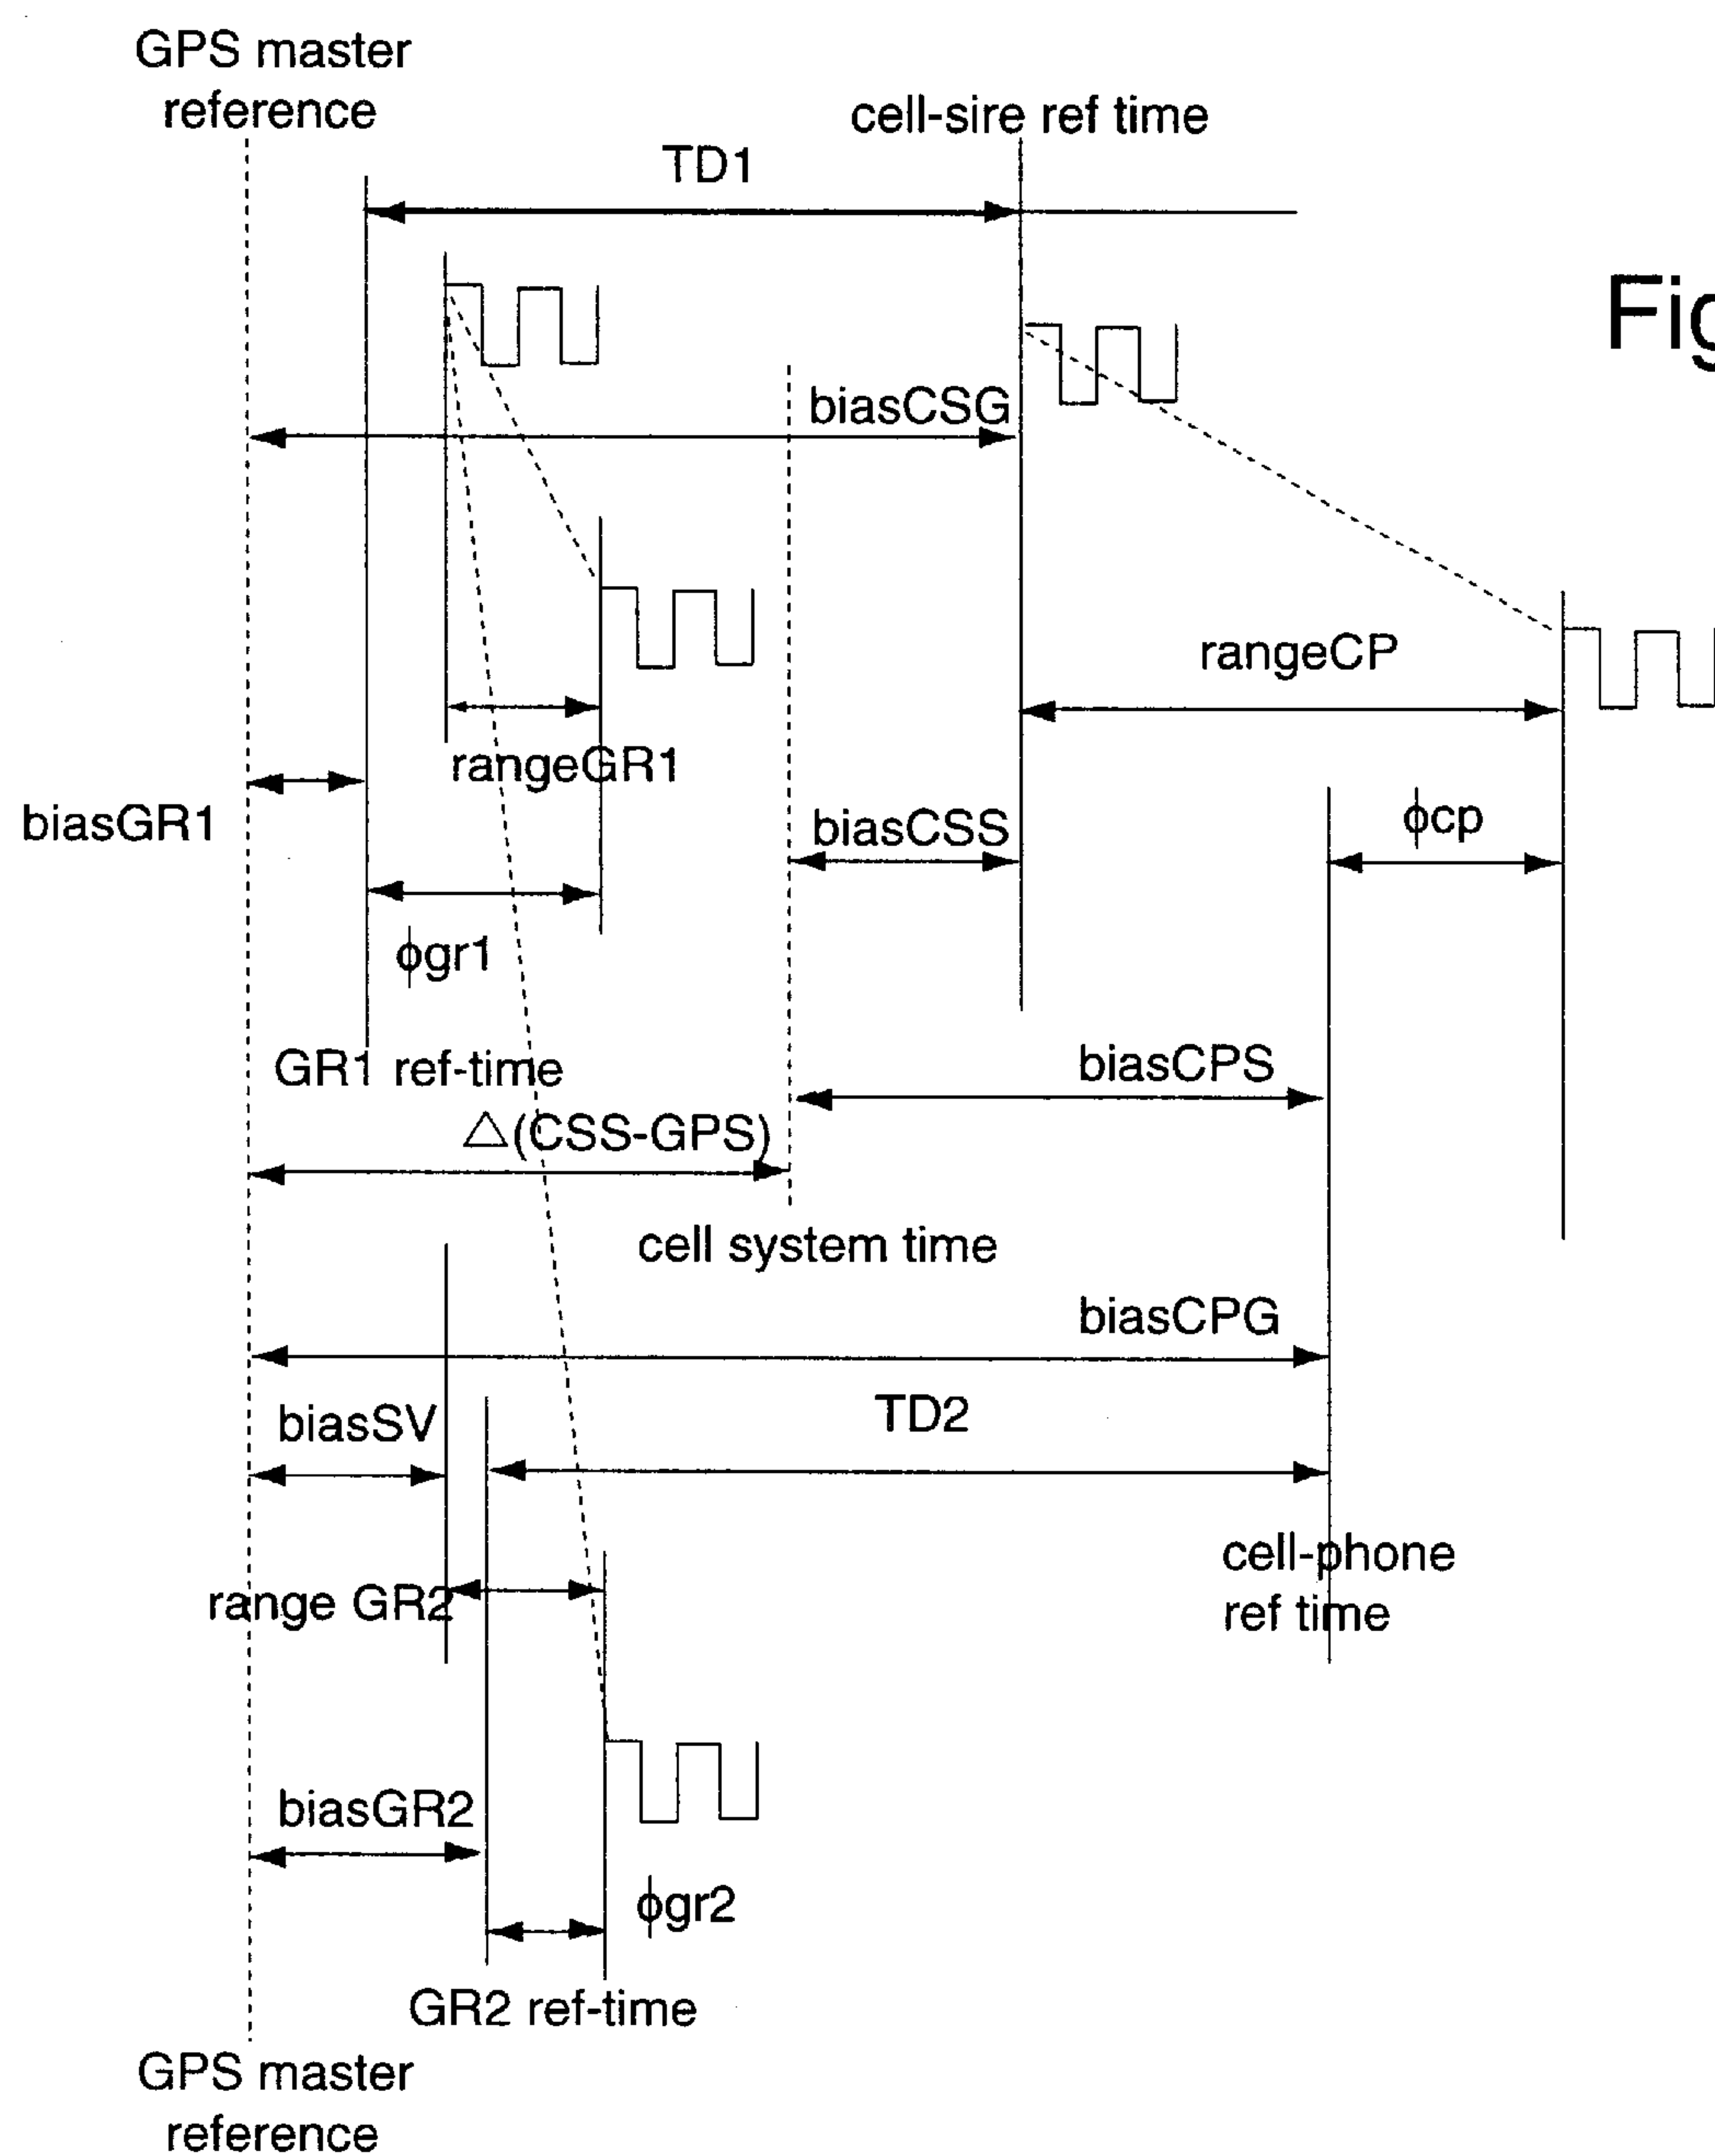 GPS master
reference
cell-sire ref time
TD1
Fig
biasCSG
rangeCP
rangeGR1
biasGR1
biasCSS
ϕcp
ϕgr1
GR1 ref-time
biasCPS
△(CSS-GPS)
cell system time
biasCPG
biasSV
TD2
cell-phone
ref time
range GR2
biasGR2
ϕgr2
GR2 ref-time
GPS master
reference